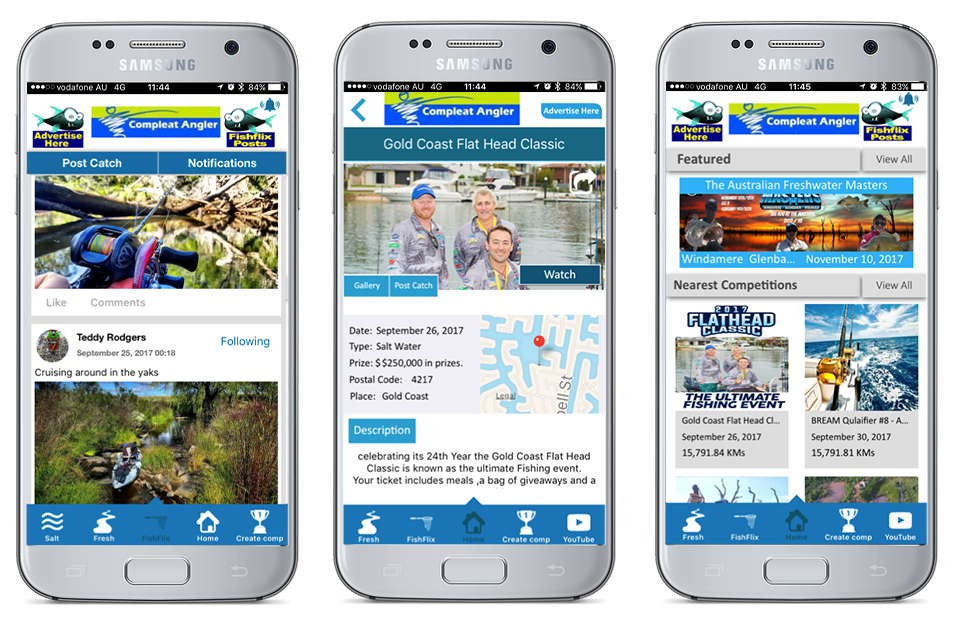 SAMSUNG
vodafone AU 4G 11:44 84%
Advertise Here
Compleat Angler
Fishflix Posts
Post Catch Notifications
Like Comments
Teddy Rodgers
September 25, 2017 00:18
Following
Cruising around in the yaks
Salt Fresh FishFlix Home Create comp
SAMSUNG
vodafone AU 4G 11:44 84%
Compleat Angler
Advertise Here
Gold Coast Flat Head Classic
Watch
Gallery Post Catch
Date: September 26, 2017
Type: Salt Water
Prize: $ $250,000 in prizes.
Postal Code: 4217
Place: Gold Coast
Legal
bell St
Description
celebrating its 24th Year the Gold Coast Flat Head
Classic is known as the ultimate Fishing event.
Your ticket includes meals ,a bag of giveaways and a
Fresh FishFlix Home Create comp YouTube
SAMSUNG
vodafone AU 4G 11:45 83%
Advertise Here
Compleat Angler
Fishflix Posts
Featured View All
The Australian Freshwater Masters
MASTERS
Windamere Glenba... November 10, 2017
Nearest Competitions View All
2017
FLATHEAD
CLASSIC
THE ULTIMATE
FISHING EVENT
Gold Coast Flat Head Cl...
September 26, 2017
15,791.84 KMs
BREAM Qulaifier #8 - A...
September 30, 2017
15,791.81 KMs
Fresh FishFlix Home Create comp YouTube